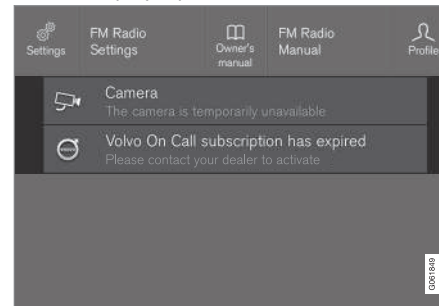 Settings
FM Radio
Settings
Owner's
manual
FM Radio
Manual
Profile
Camera
The camera is temporarily unavailable
Volvo On Call subscription has expired
Please contact your dealer to activate
G061849